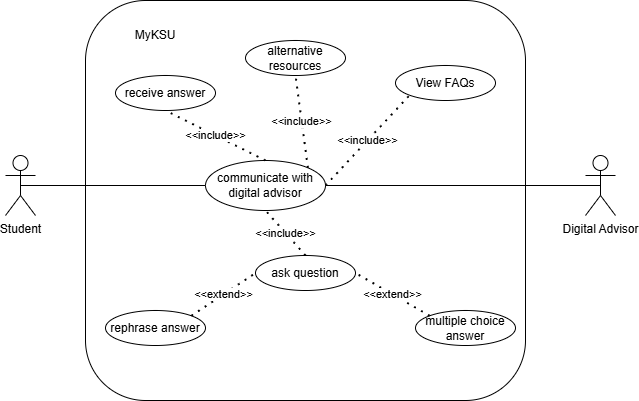 MyKSU
alternative
resources
View FAQs
receive answer
<<include>>
<<include>>
<<include>>
communicate with
digital advisor
Student
Digital Advisor
<<include>>
ask question
<<extend>>
<<extend>>
rephrase answer
multiple choice
answer